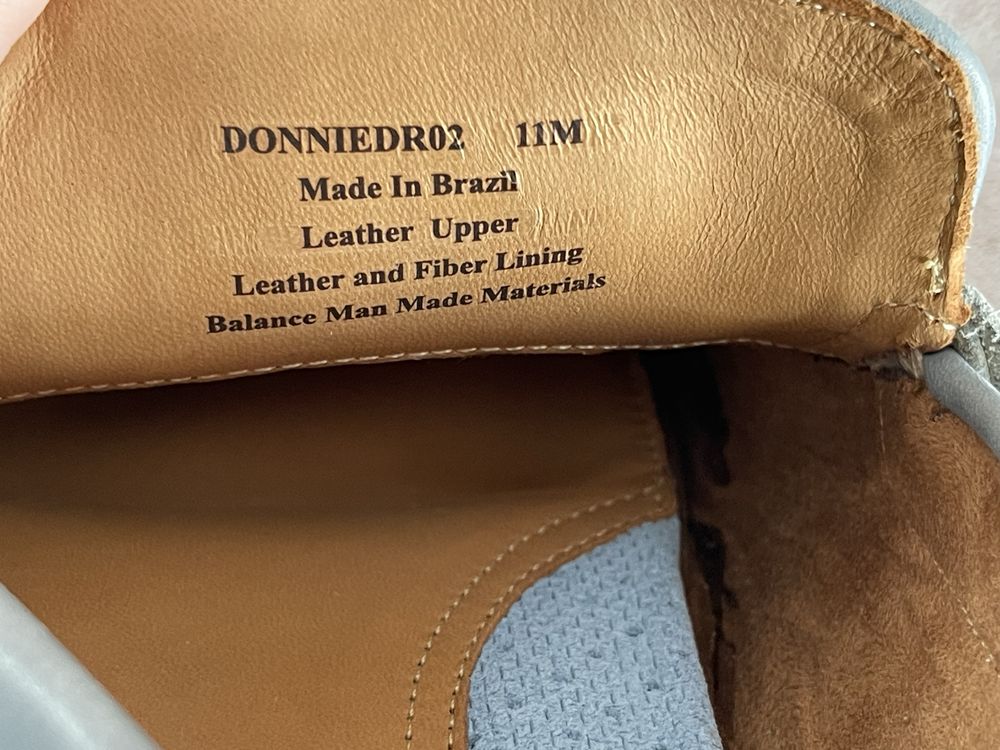 DONNIEDR02 11M
Made In Brazil
Leather Upper
Leather and Fiber Lining
Balance Man Made Materials